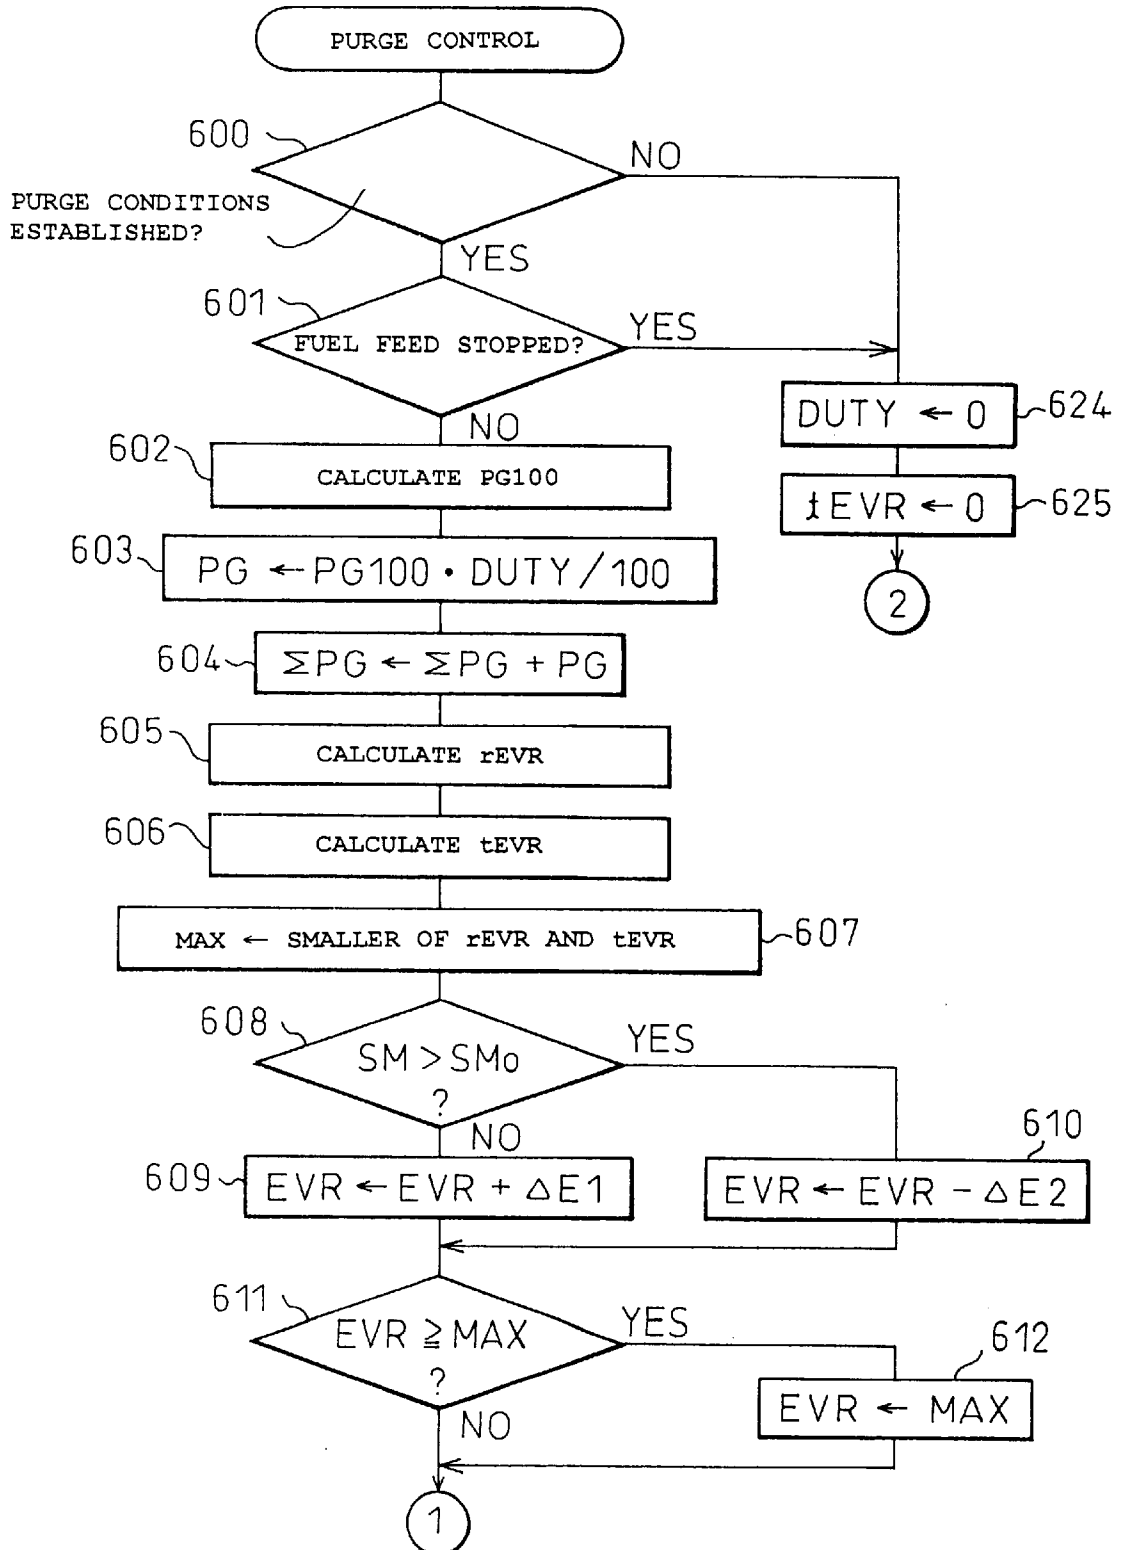 PURGE CONTROL
600
NO
PURGE CONDITIONS
ESTABLISHED?
YES
601
FUEL FEED STOPPED?
YES
NO
DUTY ← 0
624
602
CALCULATE PG100
tEVR ← 0
625
603
PG ← PG100 · DUTY/100
2
604
ΣPG ← ΣPG + PG
605
CALCULATE rEVR
606
CALCULATE tEVR
MAX ← SMALLER OF rEVR AND tEVR
607
608
SM > SMo
?
YES
NO
609
EVR ← EVR + ΔE1
610
EVR ← EVR - ΔE2
611
EVR ≧ MAX
?
YES
NO
612
EVR ← MAX
1